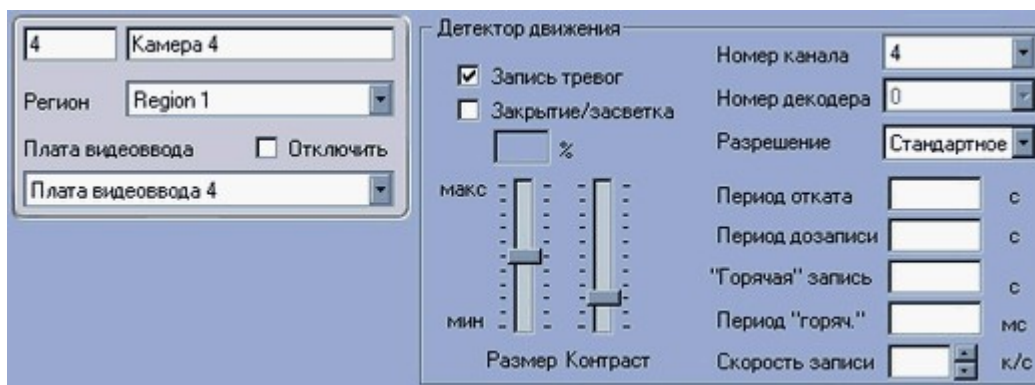 4
Камера 4
Регион
Region 1
Плата видеоввода
Отключить
Плата видеоввода 4
Детектор движения
Запись тревог
Закрытие/засветка
%
макс
мин
Размер Контраст
Номер канала
4
Номер декодера
0
Разрешение
Стандартное
Период отката
с
Период дозаписи
с
"Горячая" запись
с
Период "горяч."
мс
Скорость записи
к/с